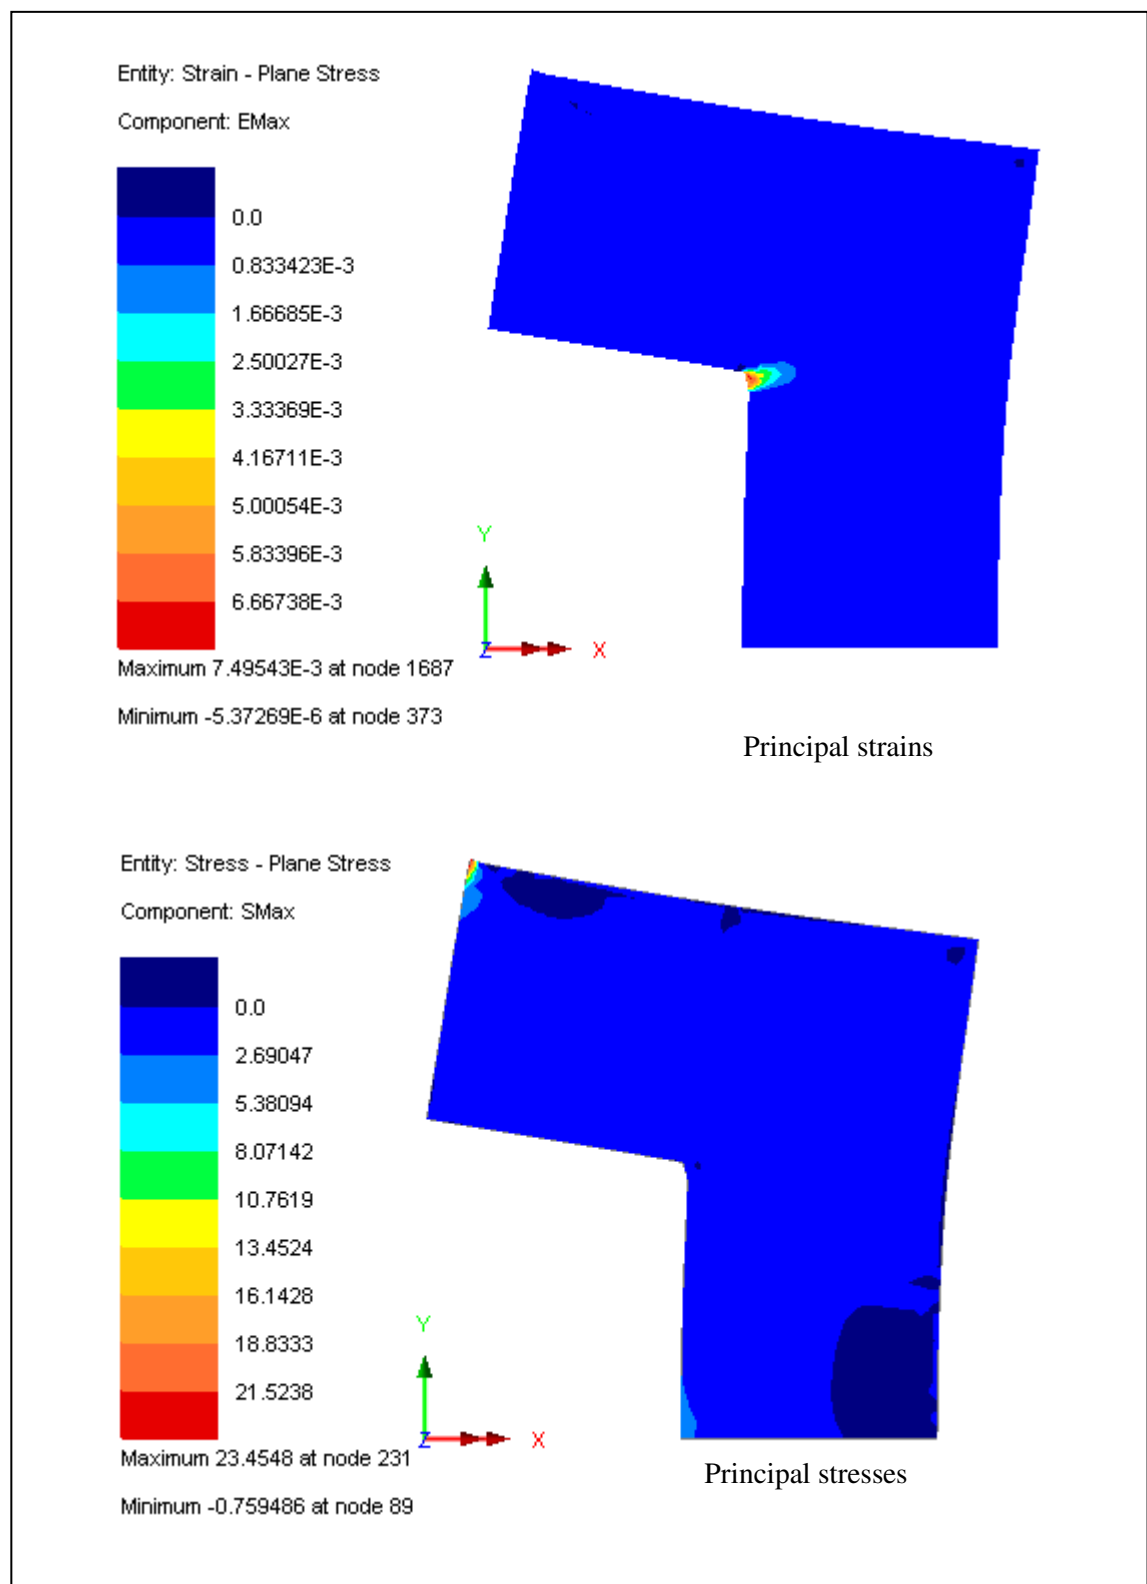 Entity: Strain - Plane Stress
Component: EMax
0.0
0.833423E-3
1.66685E-3
2.50027E-3
3.33369E-3
4.16711E-3
5.00054E-3
5.83396E-3
6.66738E-3
Maximum 7.49543E-3 at node 1687
Minimum -5.37269E-6 at node 373
Y
Z
X
Principal strains
Entity: Stress - Plane Stress
Component: SMax
0.0
2.69047
5.38094
8.07142
10.7619
13.4524
16.1428
18.8333
21.5238
Maximum 23.4548 at node 231
Minimum -0.759486 at node 89
Y
Z
X
Principal stresses